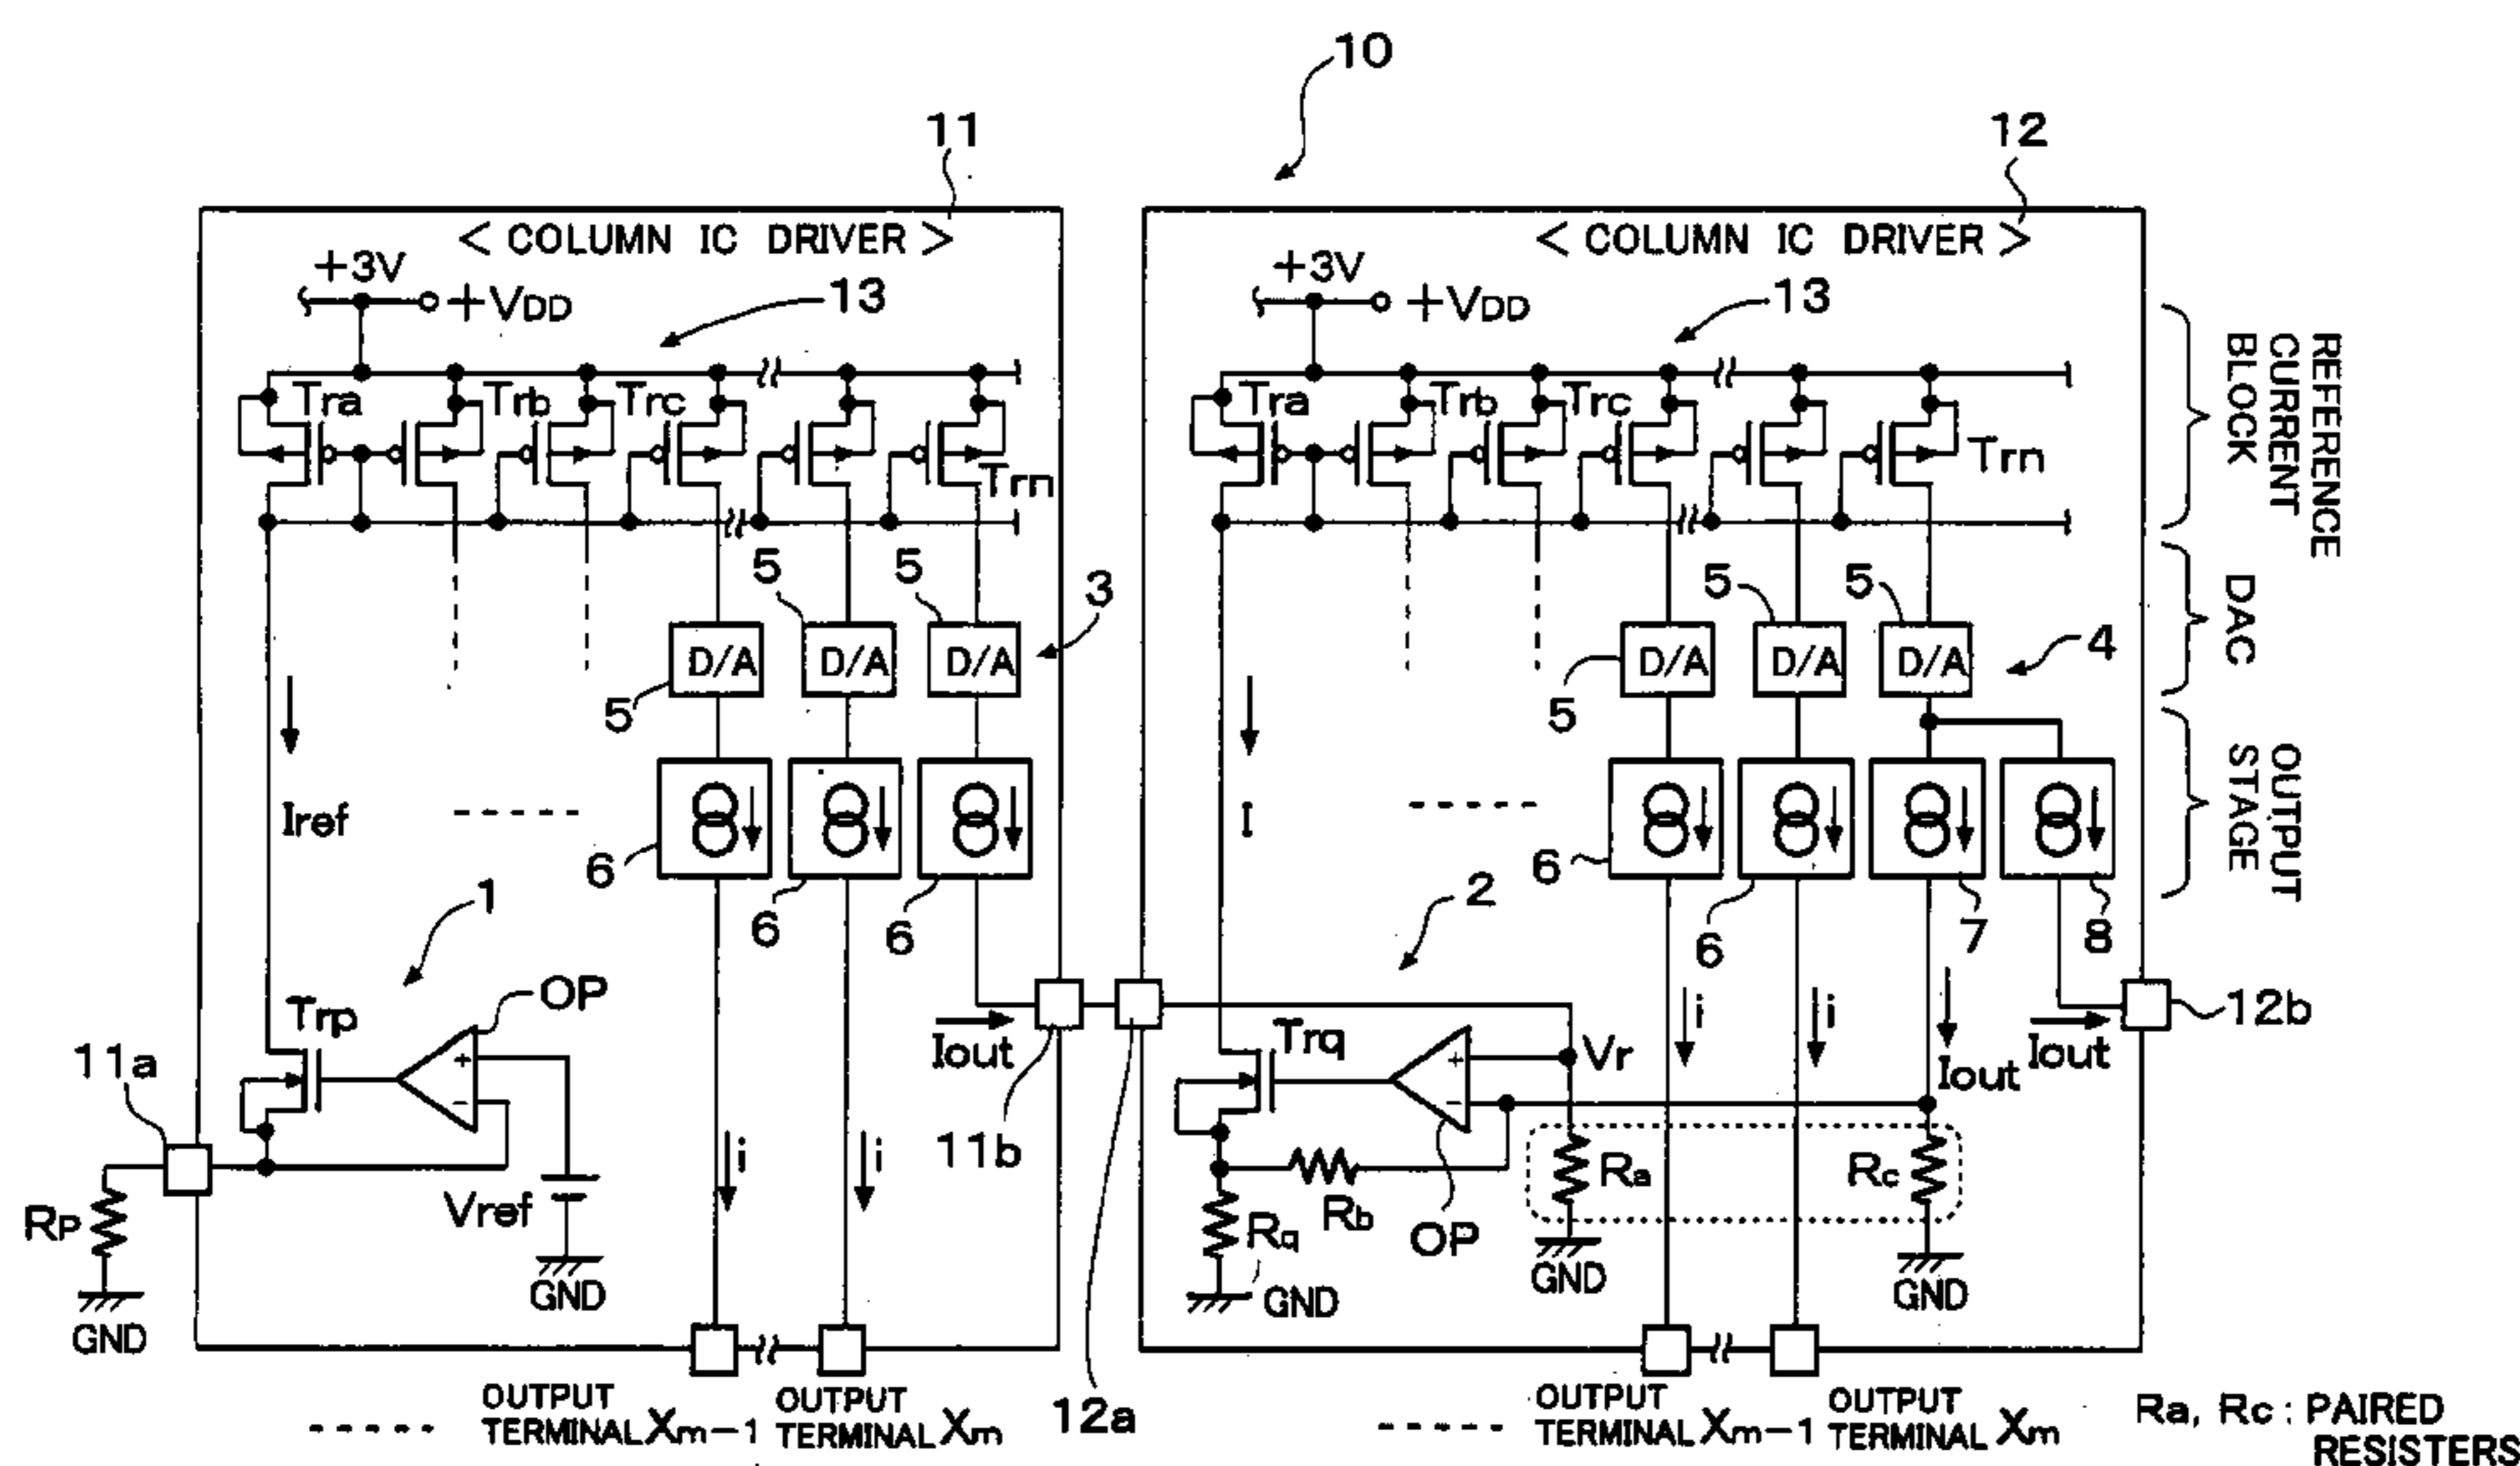 10
11
12
< COLUMN IC DRIVER >
+3V
+VDD
13
Tra
Trb
Trc
Trn
5
5
3
D/A
D/A
D/A
5
Iref
6
6
6
1
OP
Trp
+
-
11a
Iout
11b
i
i
RP
Vref
GND
GND
OUTPUT
TERMINAL Xm-1
OUTPUT
TERMINAL Xm
12a
< COLUMN IC DRIVER >
+3V
+VDD
13
Tra
Trb
Trc
Trn
5
5
4
D/A
D/A
D/A
5
I
6
6
7
8
2
Trq
+
-
Vr
i
i
Iout
Iout
12b
Ra
Rc
Rb
Rq
OP
GND
GND
GND
OUTPUT
TERMINAL Xm-1
OUTPUT
TERMINAL Xm
REFERENCE
CURRENT
BLOCK
DAC
OUTPUT
STAGE
Ra, Rc : PAIRED
RESISTERS